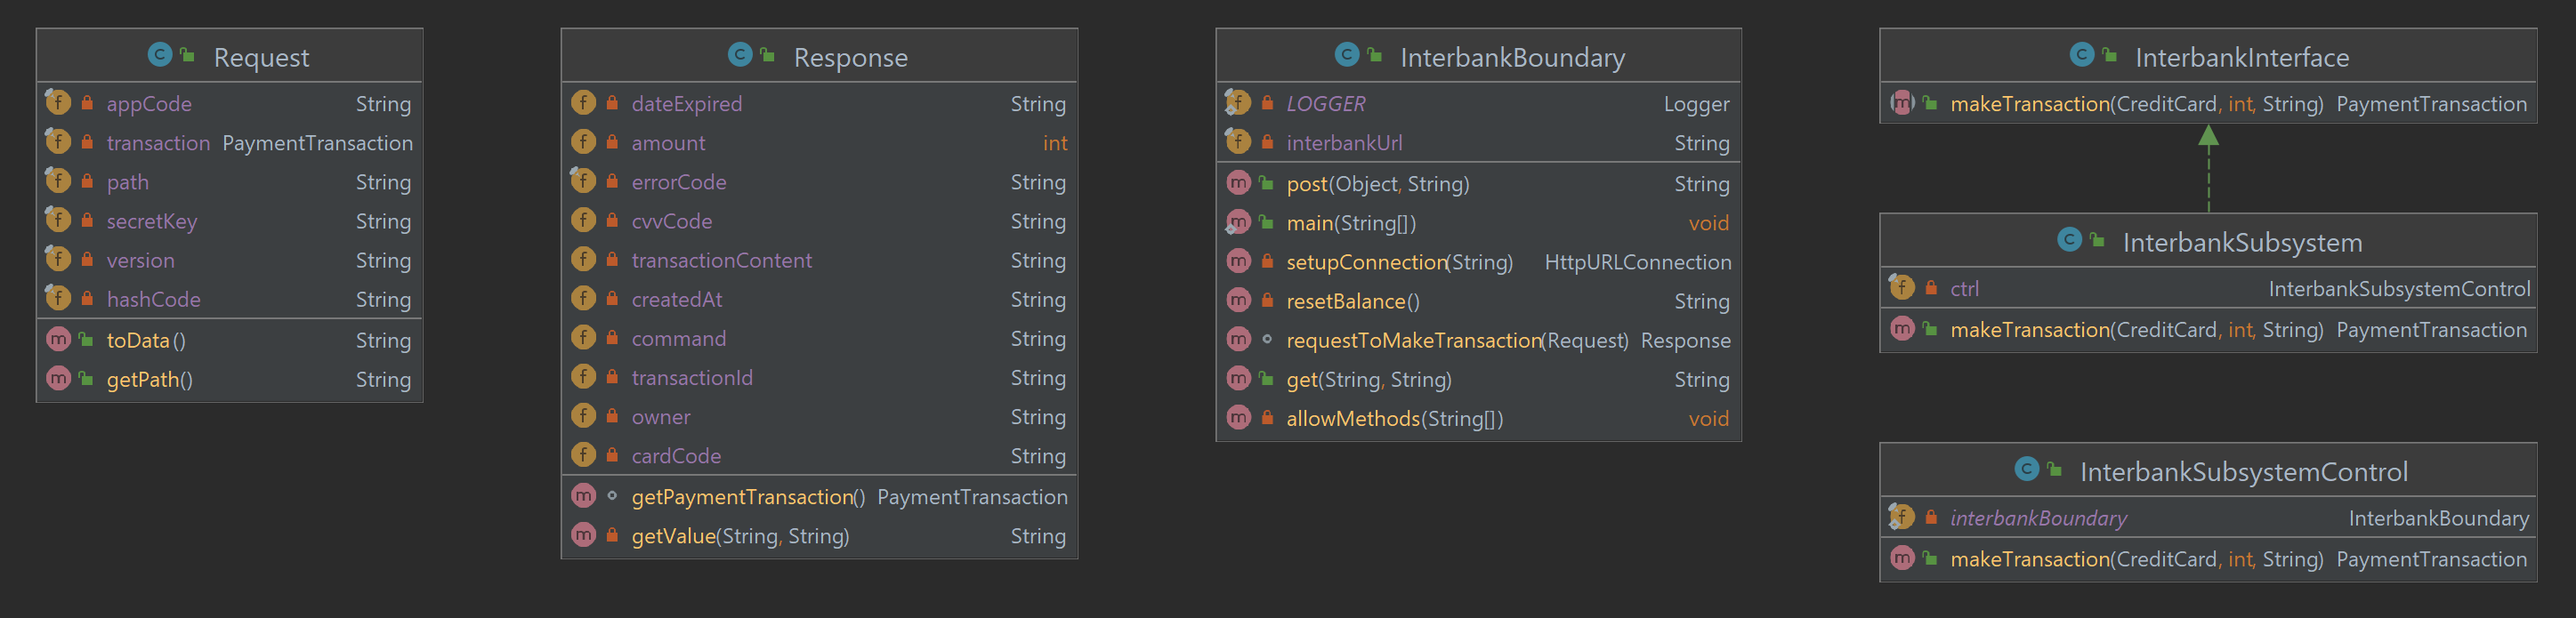 Request
appCode String
transaction PaymentTransaction
path String
secretKey String
version String
hashCode String
toData() String
getPath() String
Response
dateExpired String
amount int
errorCode String
cvvCode String
transactionContent String
createdAt String
command String
transactionId String
owner String
cardCode String
getPaymentTransaction() PaymentTransaction
getValue(String, String) String
InterbankBoundary
LOGGER Logger
interbankUrl String
post(Object, String) String
main(String[]) void
setupConnection(String) HttpURLConnection
resetBalance() String
requestToMakeTransaction(Request) Response
get(String, String) String
allowMethods(String[]) void
InterbankInterface
makeTransaction(CreditCard, int, String) PaymentTransaction
InterbankSubsystem
ctrl InterbankSubsystemControl
makeTransaction(CreditCard, int, String) PaymentTransaction
InterbankSubsystemControl
interbankBoundary InterbankBoundary
makeTransaction(CreditCard, int, String) PaymentTransaction